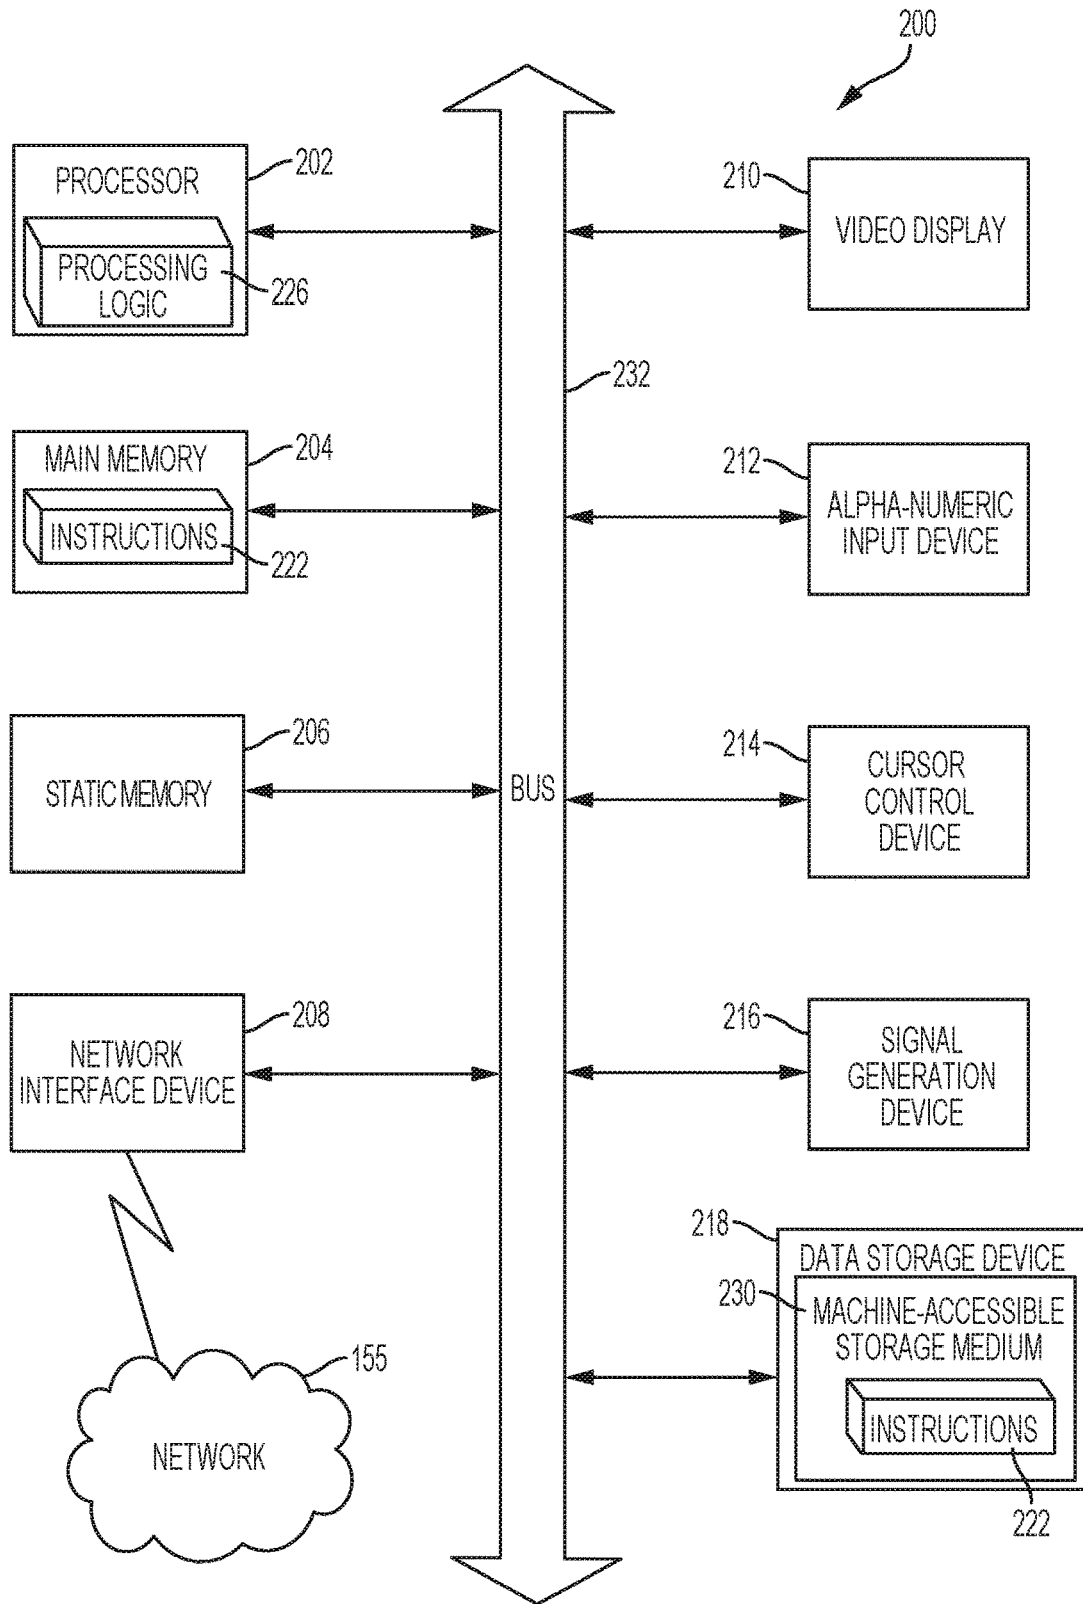 200
PROCESSOR
202
PROCESSING
LOGIC
226
210
VIDEO DISPLAY
232
MAIN MEMORY
204
INSTRUCTIONS
222
212
ALPHA-NUMERIC
INPUT DEVICE
STATIC MEMORY
206
BUS
214
CURSOR
CONTROL
DEVICE
NETWORK
INTERFACE DEVICE
208
216
SIGNAL
GENERATION
DEVICE
218
DATA STORAGE DEVICE
230
MACHINE-ACCESSIBLE
STORAGE MEDIUM
INSTRUCTIONS
222
155
NETWORK